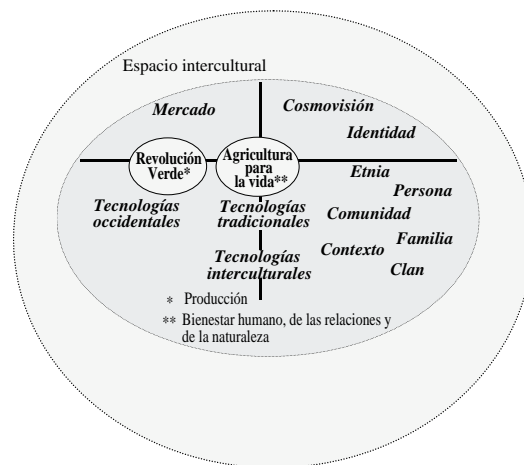 Espacio intercultural
Mercado
Cosmovisión
Identidad
Revolución
Verde*
Agricultura
para
la vida**
Etnia
Persona
Tecnologías
occidentales
Tecnologías
tradicionales
Comunidad
Familia
Contexto
Clan
Tecnologías
interculturales
* Producción
** Bienestar humano, de las relaciones y
de la naturaleza